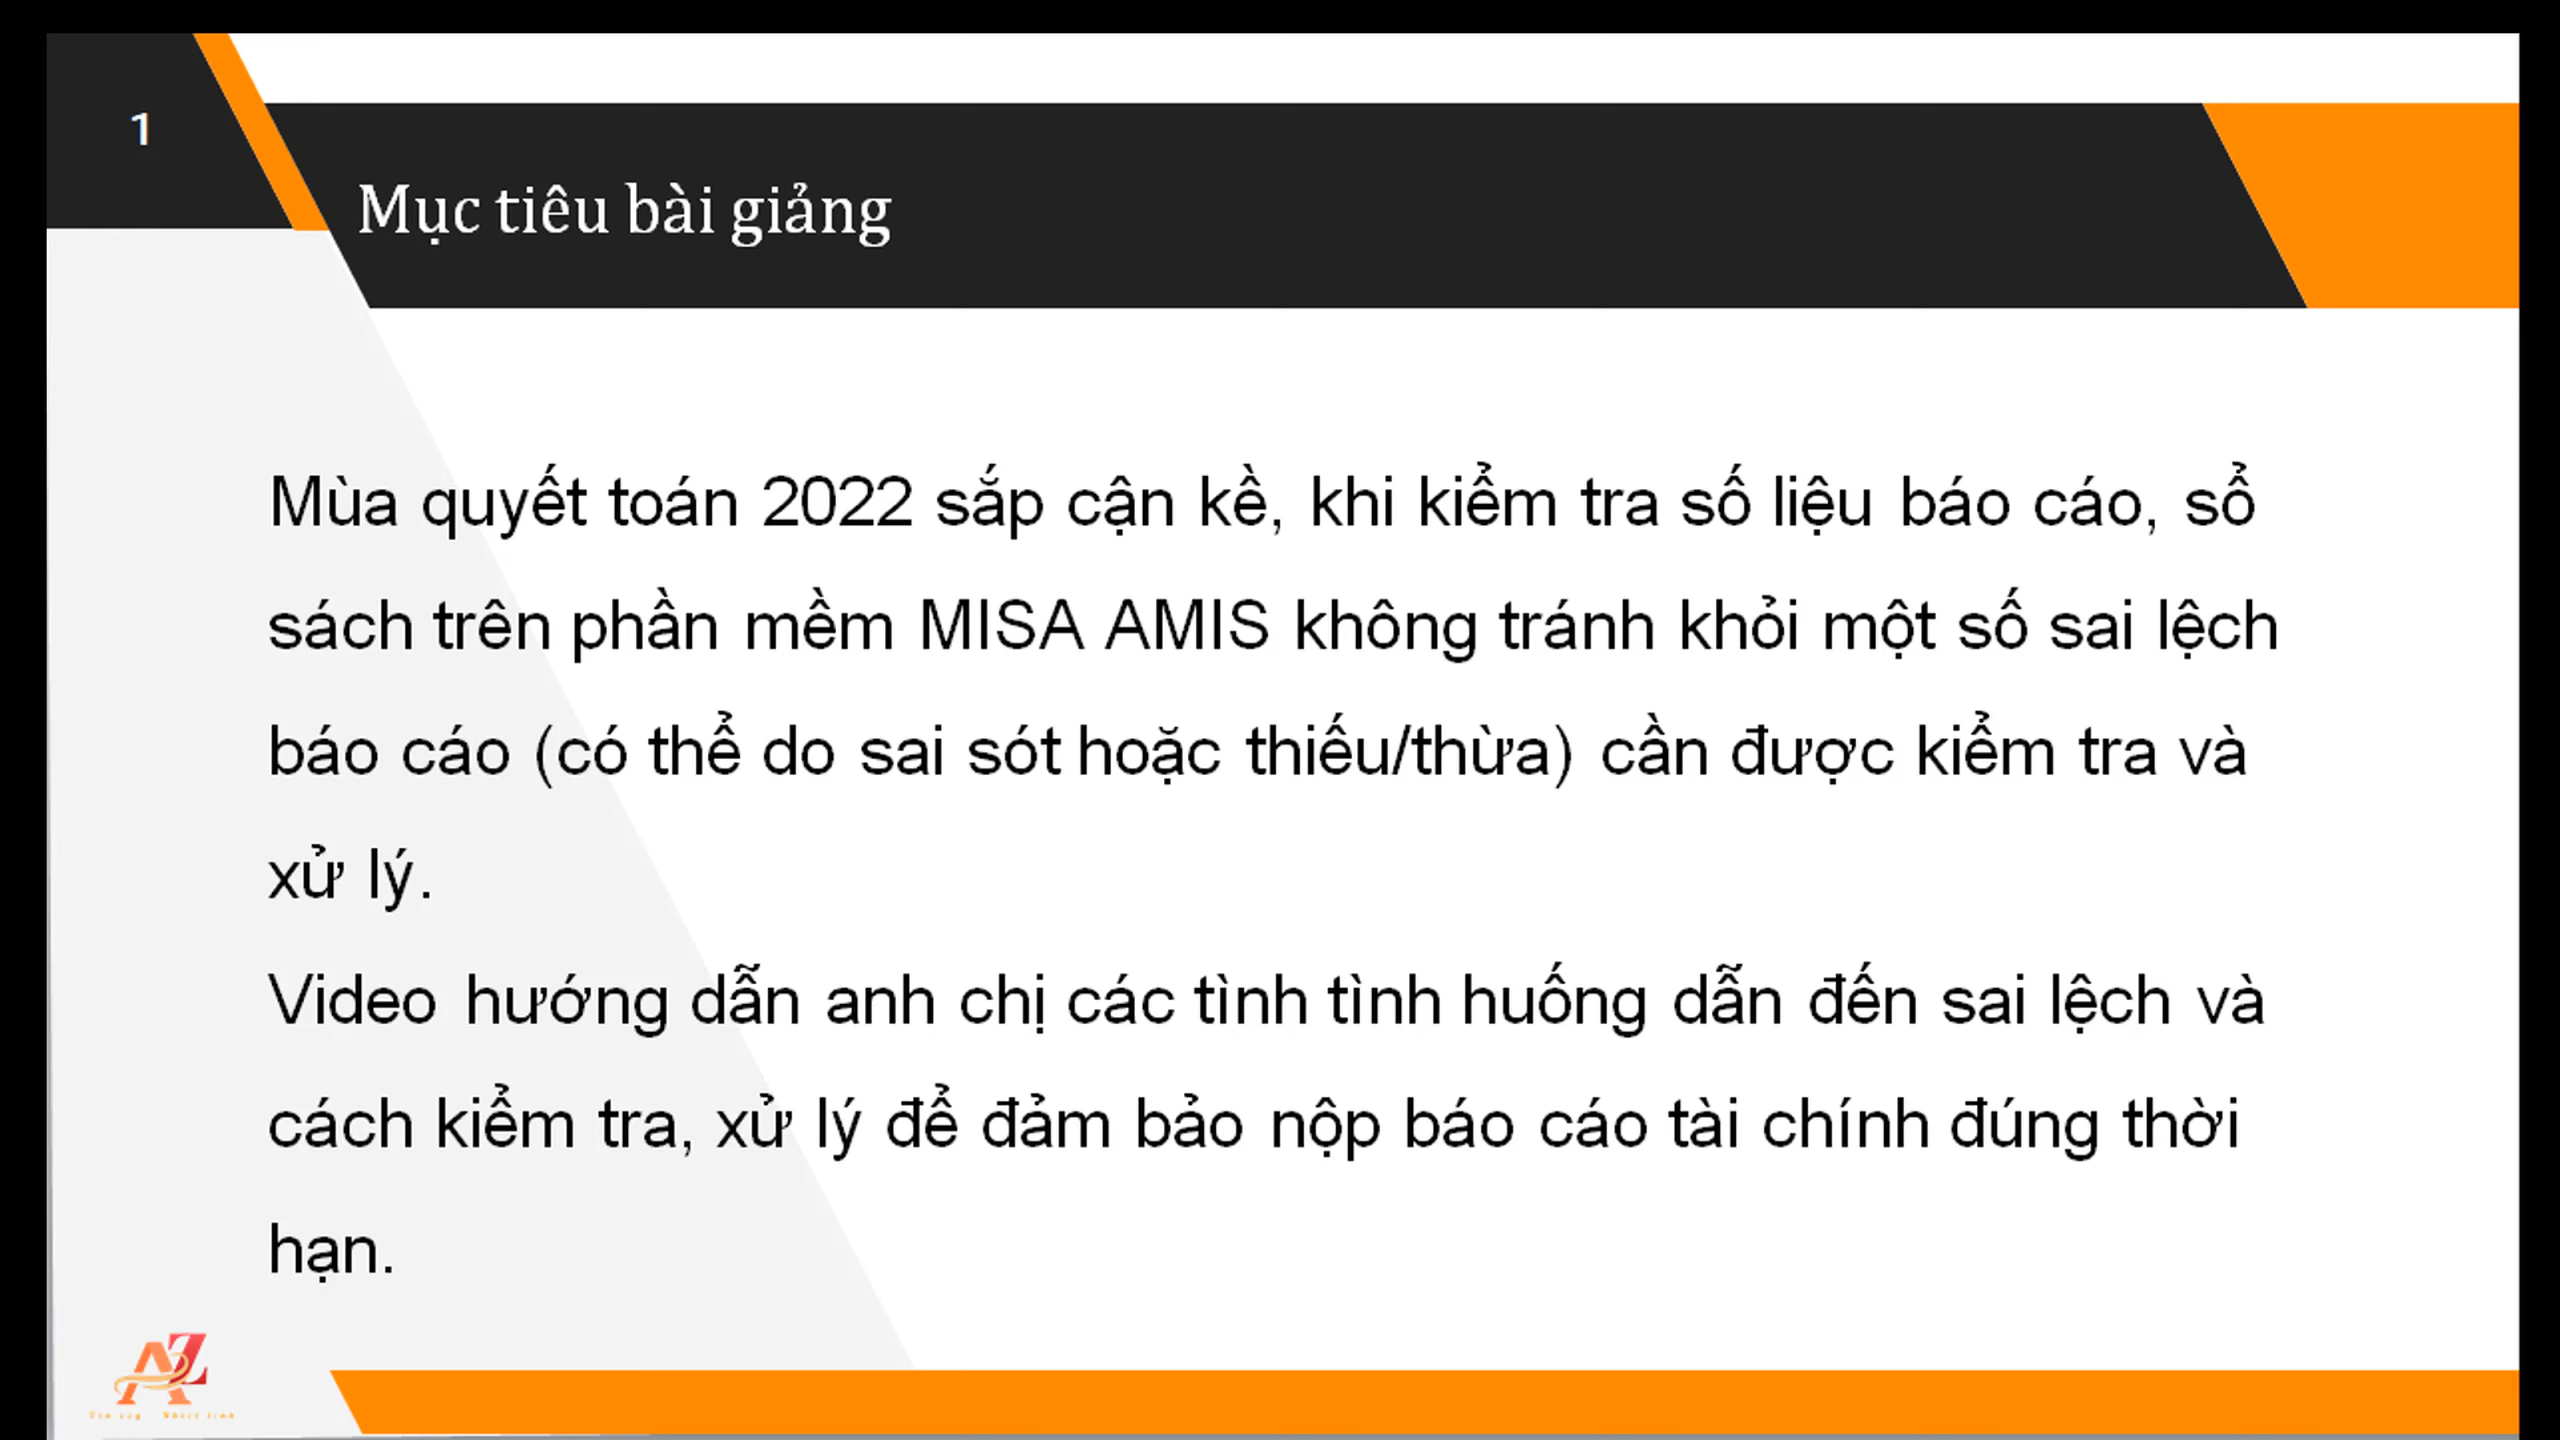 1
Mục tiêu bài giảng
Mùa quyết toán 2022 sắp cận kề, khi kiểm tra số liệu báo cáo, sổ
sách trên phần mềm MISA AMIS không tránh khỏi một số sai lệch
báo cáo (có thể do sai sót hoặc thiếu/thừa) cần được kiểm tra và
xử lý.
Video hướng dẫn anh chị các tình tình huống dẫn đến sai lệch và
cách kiểm tra, xử lý để đảm bảo nộp báo cáo tài chính đúng thời
hạn.
AZ